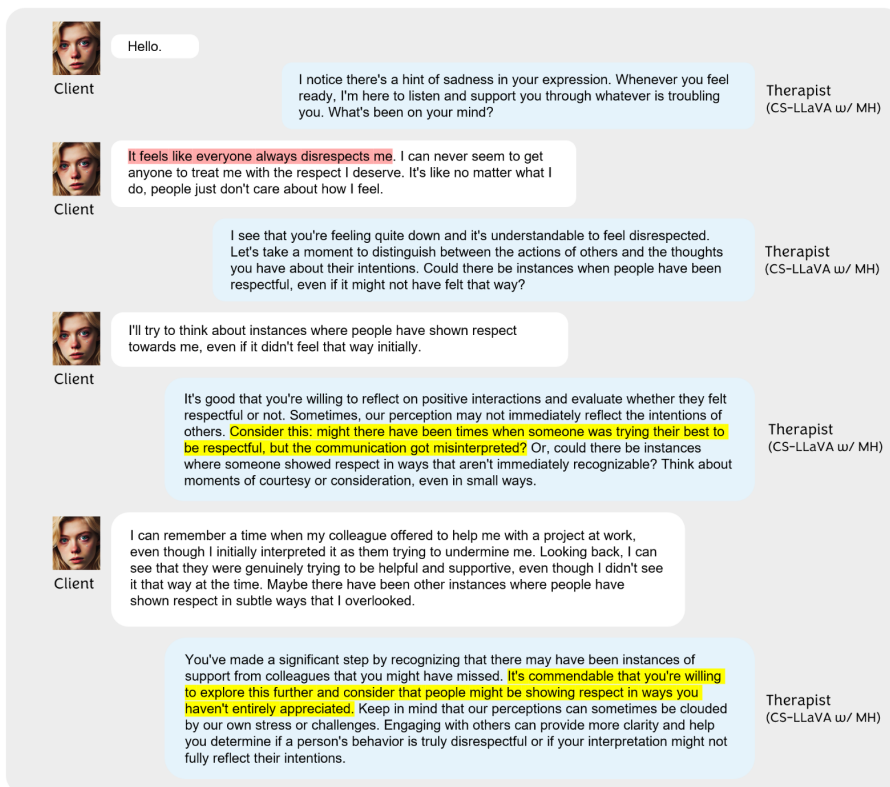 Hello.
Client
I notice there's a hint of sadness in your expression. Whenever you feel
ready, I'm here to listen and support you through whatever is troubling
you. What's been on your mind?
Therapist
(CS-LLaVA w/ MH)
It feels like everyone always disrespects me. I can never seem to get
anyone to treat me with the respect I deserve. It's like no matter what I
do, people just don't care about how I feel.
Client
I see that you're feeling quite down and it's understandable to feel disrespected.
Let's take a moment to distinguish between the actions of others and the thoughts
you have about their intentions. Could there be instances when people have been
respectful, even if it might not have felt that way?
Therapist
(CS-LLaVA w/ MH)
I'll try to think about instances where people have shown respect
towards me, even if it didn't feel that way initially.
Client
It's good that you're willing to reflect on positive interactions and evaluate whether they felt
respectful or not. Sometimes, our perception may not immediately reflect the intentions of
others. Consider this: might there have been times when someone was trying their best to
be respectful, but the communication got misinterpreted? Or, could there be instances
where someone showed respect in ways that aren't immediately recognizable? Think about
moments of courtesy or consideration, even in small ways.
Therapist
(CS-LLaVA w/ MH)
I can remember a time when my colleague offered to help me with a project at work,
even though I initially interpreted it as them trying to undermine me. Looking back, I can
see that they were genuinely trying to be helpful and supportive, even though I didn't see
it that way at the time. Maybe there have been other instances where people have
shown respect in subtle ways that I overlooked.
Client
You've made a significant step by recognizing that there may have been instances of
support from colleagues that you might have missed. It's commendable that you're willing
to explore this further and consider that people might be showing respect in ways you
haven't entirely appreciated. Keep in mind that our perceptions can sometimes be clouded
by our own stress or challenges. Engaging with others can provide more clarity and help
you determine if a person's behavior is truly disrespectful or if your interpretation might not
fully reflect their intentions.
Therapist
(CS-LLaVA w/ MH)